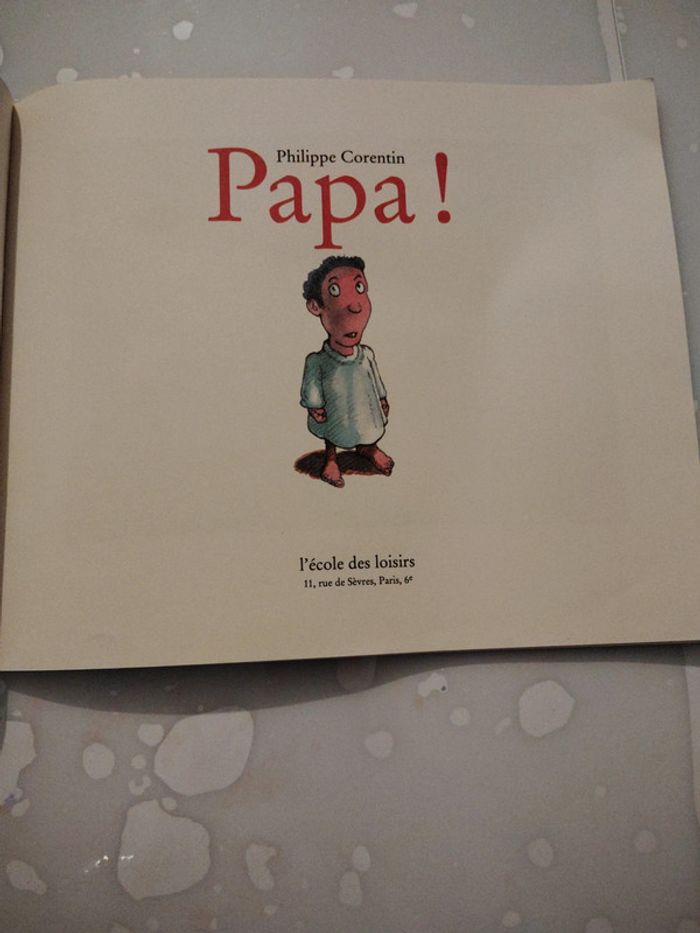 Philippe Corentin
Papa !
l'école des loisirs
11, rue de Sèvres, Paris, 6e